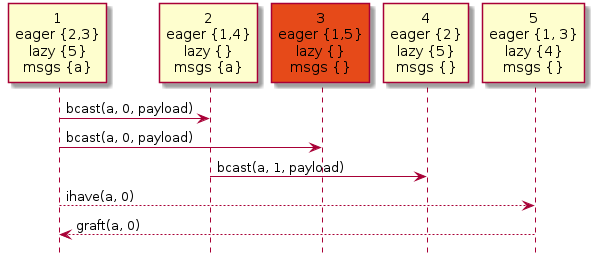 1
eager {2,3}
lazy {5}
msgs {a}
2
eager {1,4}
lazy {}
msgs {a}
3
eager {1,5}
lazy {}
msgs {}
4
eager {2}
lazy {5}
msgs {}
5
eager {1, 3}
lazy {4}
msgs {}
bcast(a, 0, payload)
bcast(a, 0, payload)
bcast(a, 1, payload)
ihave(a, 0)
graft(a, 0)